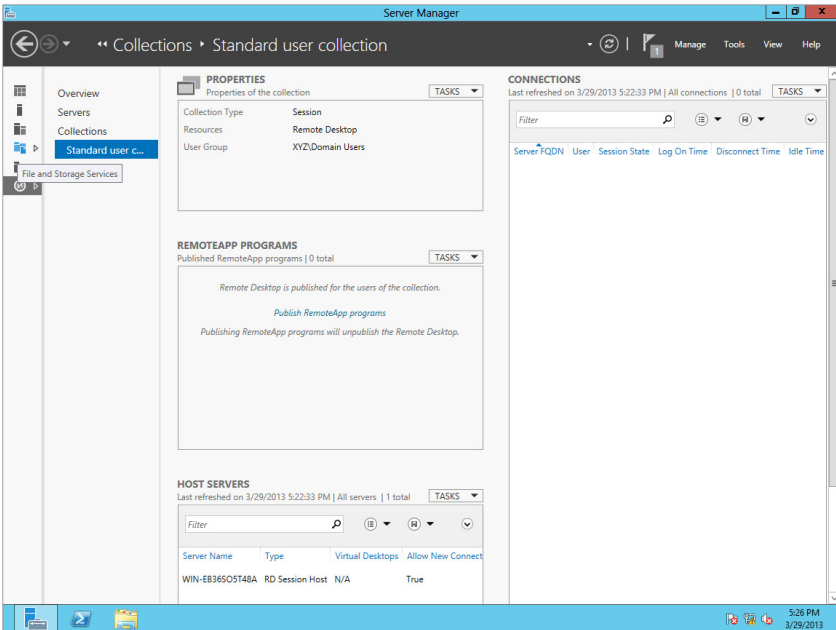 Server Manager
Collections Standard user collection
1 Manage Tools View Help
Overview
Servers
Collections
Standard user c...
File and Storage Services
PROPERTIES
Properties of the collection
TASKS
Collection Type Session
Resources Remote Desktop
User Group XYZ\Domain Users
REMOTEAPP PROGRAMS
Published RemoteApp programs | 0 total
TASKS
Remote Desktop is published for the users of the collection.
Publish RemoteApp programs
Publishing RemoteApp programs will unpublish the Remote Desktop.
HOST SERVERS
Last refreshed on 3/29/2013 5:22:33 PM | All servers | 1 total
TASKS
Filter
Server Name Type Virtual Desktops Allow New Connect
WIN-EB36SO5T48A RD Session Host N/A True
CONNECTIONS
Last refreshed on 3/29/2013 5:22:33 PM | All connections | 0 total
TASKS
Filter
Server FQDN User Session State Log On Time Disconnect Time Idle Time
5:26 PM
3/29/2013